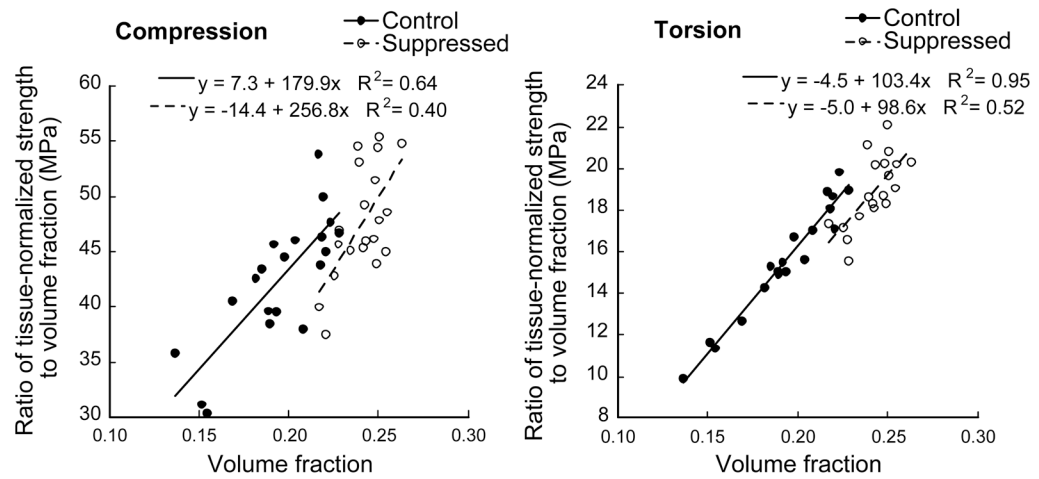 Compression
Control
Suppressed
y = 7.3 + 179.9x R²= 0.64
y = -14.4 + 256.8x R²= 0.40
Ratio of tissue-normalized strength
to volume fraction (MPa)
60
55
50
45
40
35
30
0.10 0.15 0.20 0.25 0.30
Volume fraction
Torsion
Control
Suppressed
y = -4.5 + 103.4x R²= 0.95
y = -5.0 + 98.6x R²= 0.52
Ratio of tissue-normalized strength
to volume fraction (MPa)
24
22
20
18
16
14
12
10
8
0.10 0.15 0.20 0.25 0.30
Volume fraction